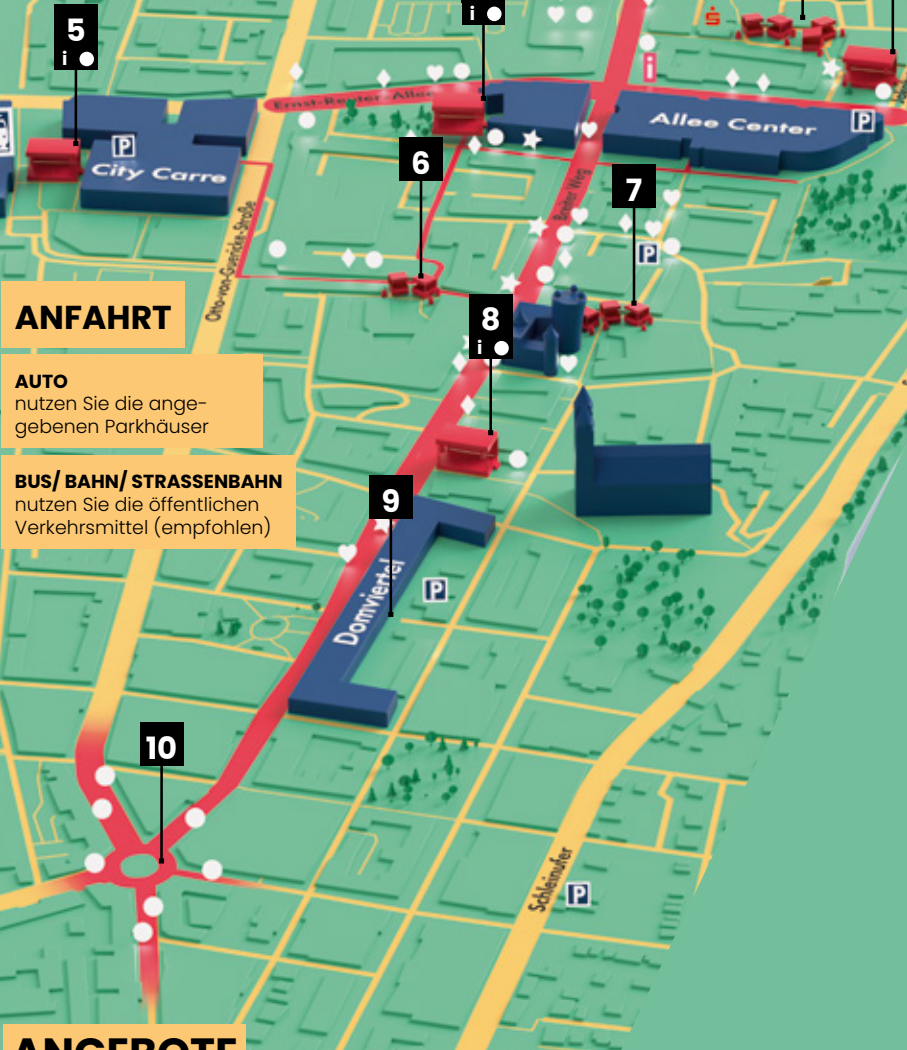 i
5
i
i
Ernst-Reuter-Allee
Allee Center
P
P
City Carre
6
7
Breiter Weg
P
Otto-von-Guericke-Straße
ANFAHRT
8
i
AUTO
nutzen Sie die ange-
gebenen Parkhäuser
BUS/ BAHN/ STRASSENBAHN
nutzen Sie die öffentlichen
Verkehrsmittel (empfohlen)
9
Domviertel
P
10
Schleinufer
P
ANGEBOTE